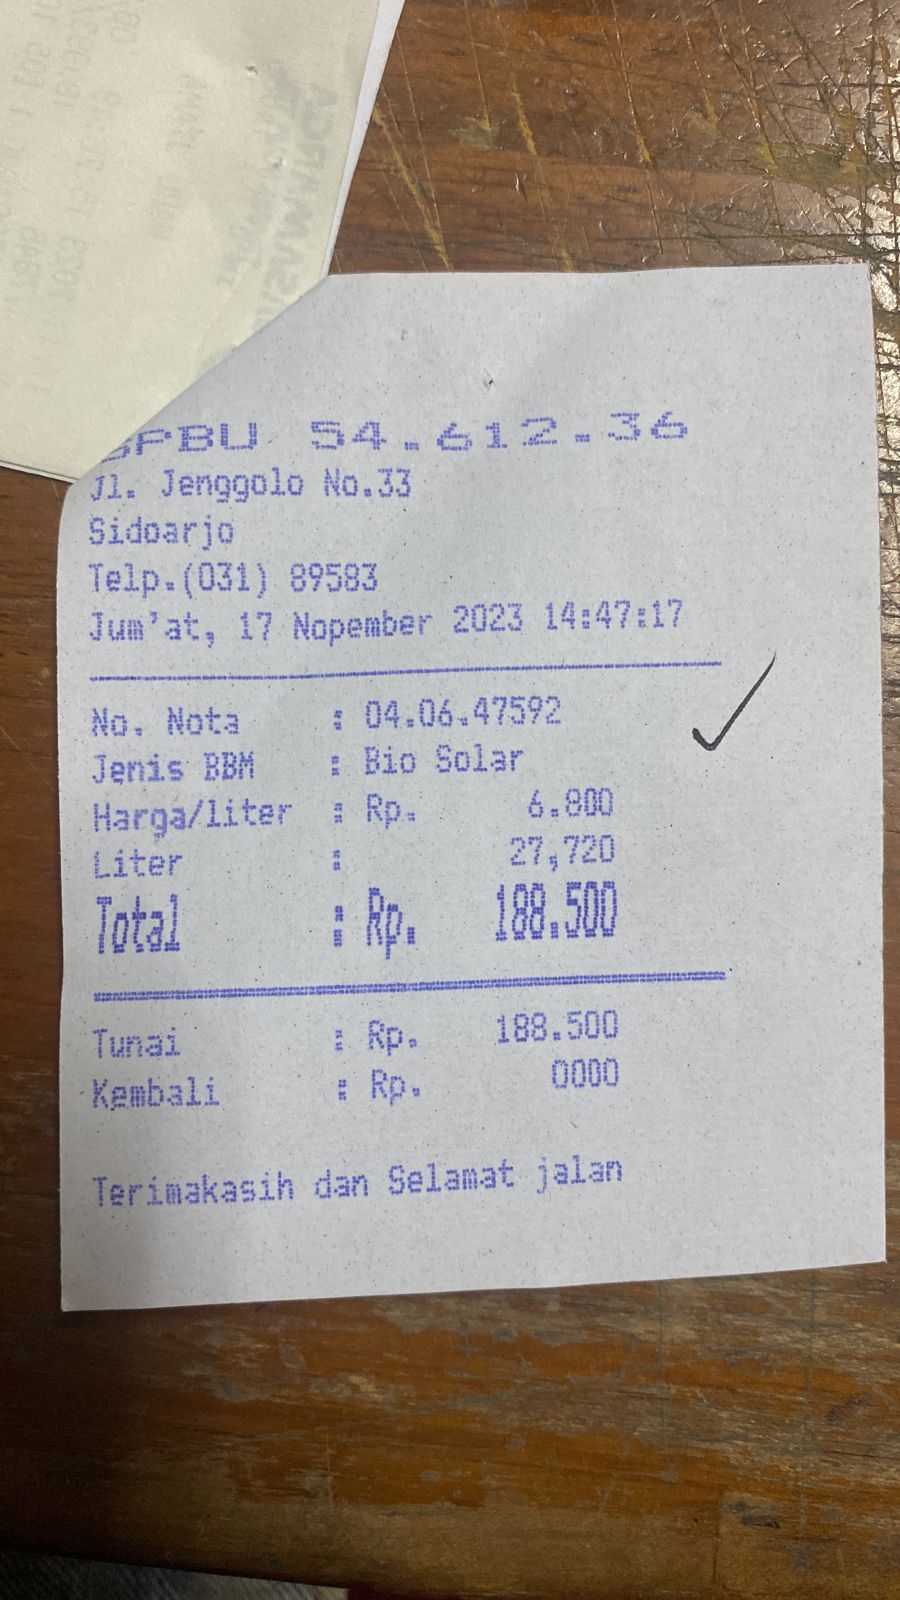 SPBU 54.612.36
Jl. Jenggolo No.33
Sidoarjo
Telp.(031) 89583
Jum'at, 17 Nopember 2023 14:47:17
No. Nota : 04.06.47592
Jenis BBM : Bio Solar
Harga/liter : Rp. 6.800
Liter : 27,720
Total : Rp. 188.500
Tunai : Rp. 188.500
Kembali : Rp. 0000
Terimakasih dan Selamat jalan